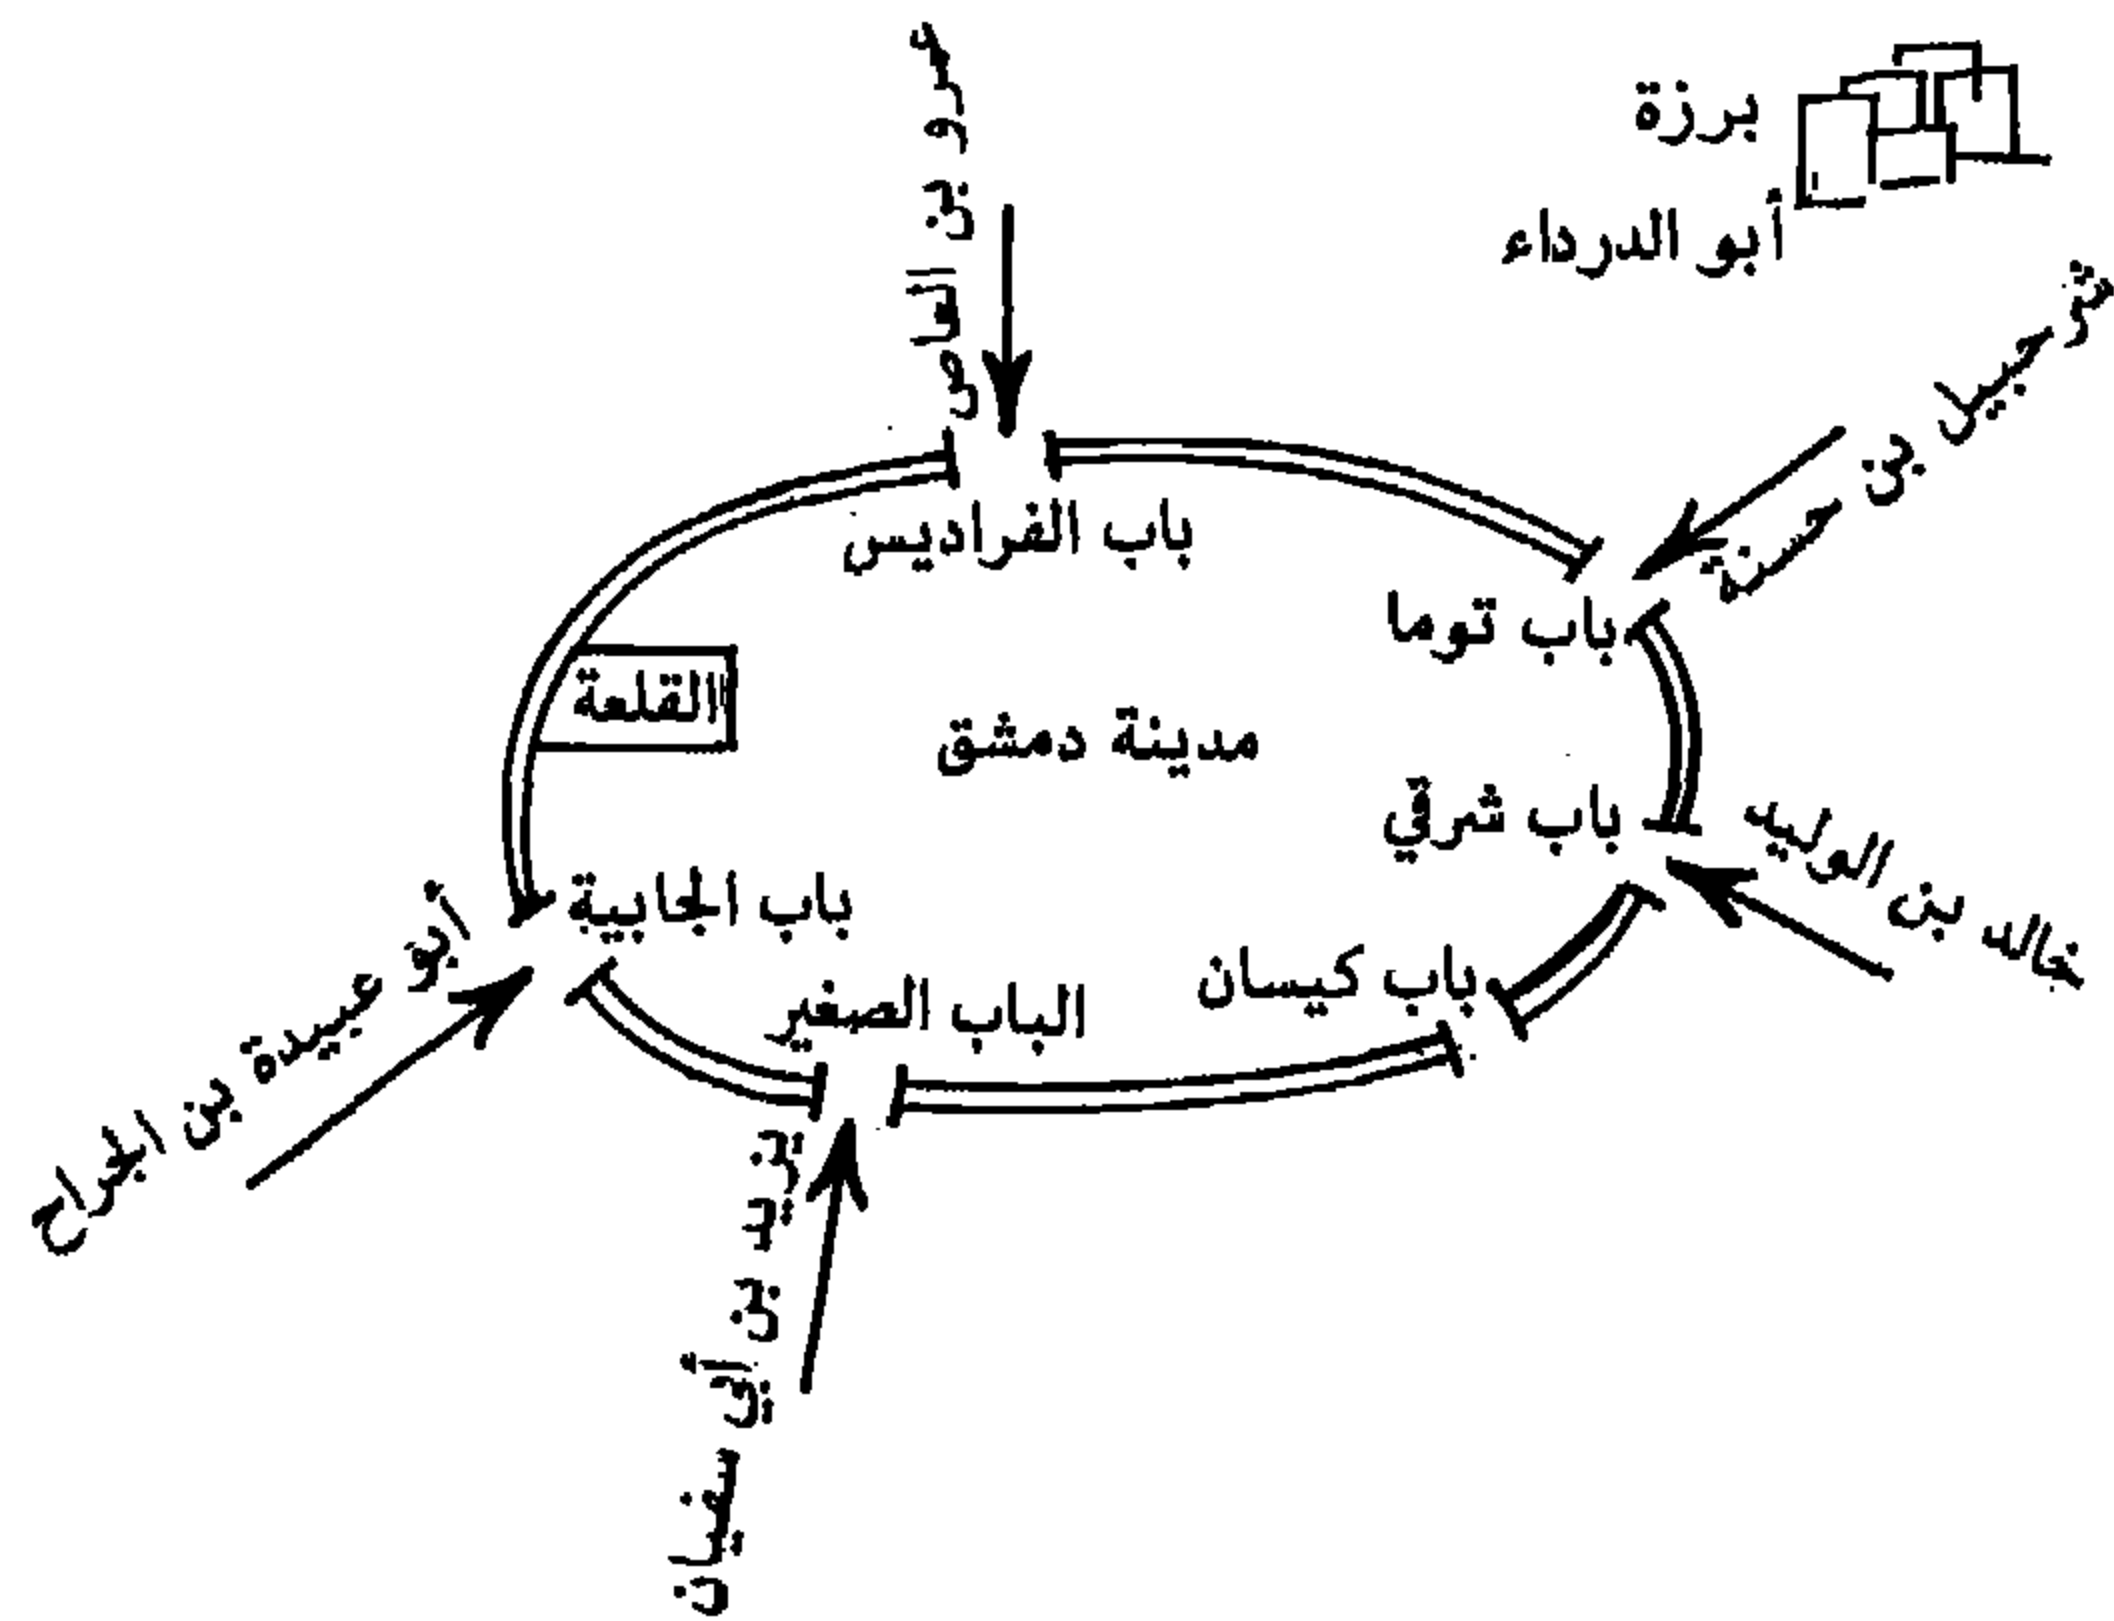 عمرو بن العاص
برزة
أبو الدرداء
شرحبيل بن حسنة
باب الفراديس
باب توما
القلعة
مدينة دمشق
باب شرقي
خالد بن الوليد
باب الجابية
أبو عبيدة بن الجراح
باب كيسان
الباب الصغير
يزيد بن أبي سفيان